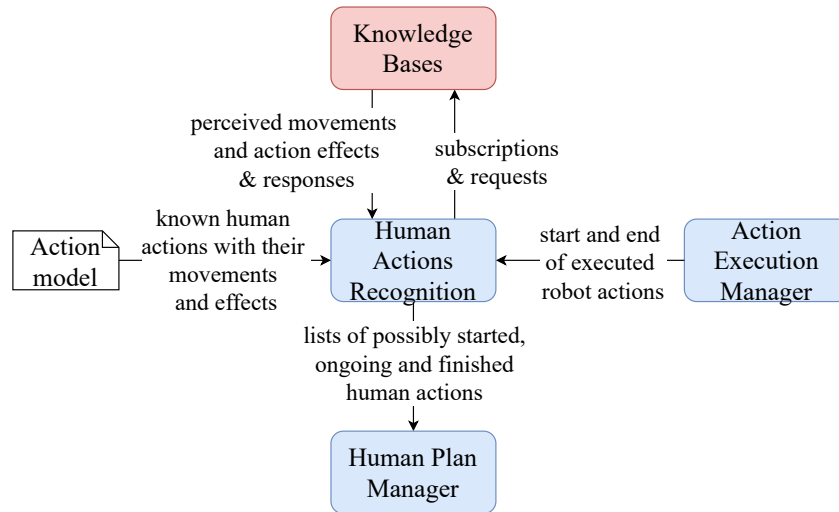 Knowledge
Bases
perceived movements
and action effects
& responses
subscriptions
& requests
Action
model
known human
actions with their
movements
and effects
Human
Actions
Recognition
start and end
of executed
robot actions
Action
Execution
Manager
lists of possibly started,
ongoing and finished
human actions
Human Plan
Manager